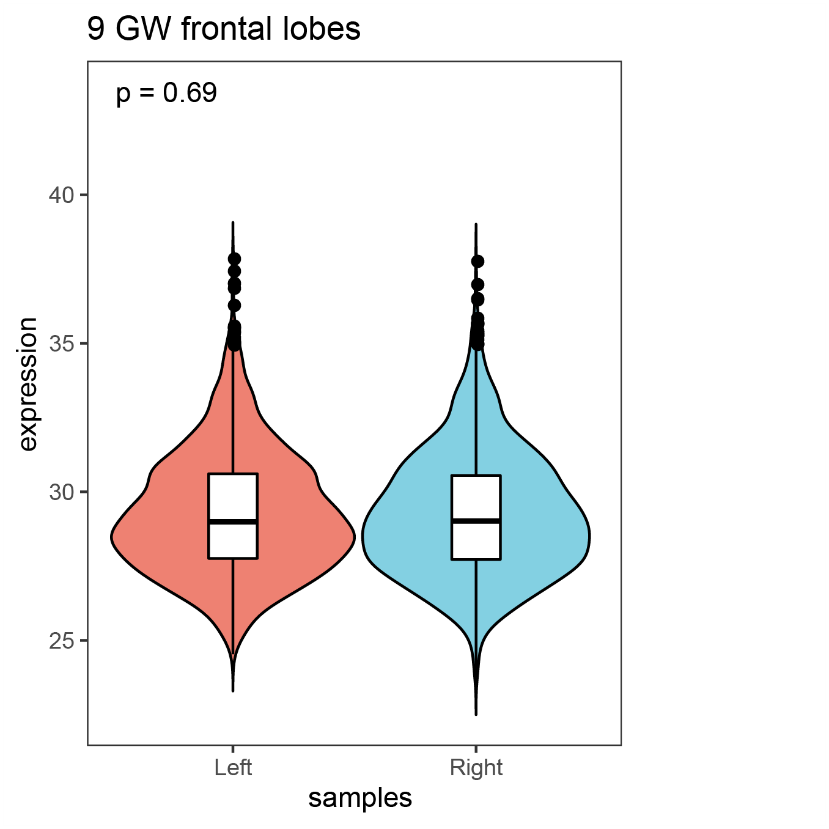 9 GW frontal lobes
p = 0.69
40
35
30
25
expression
Left
Right
samples